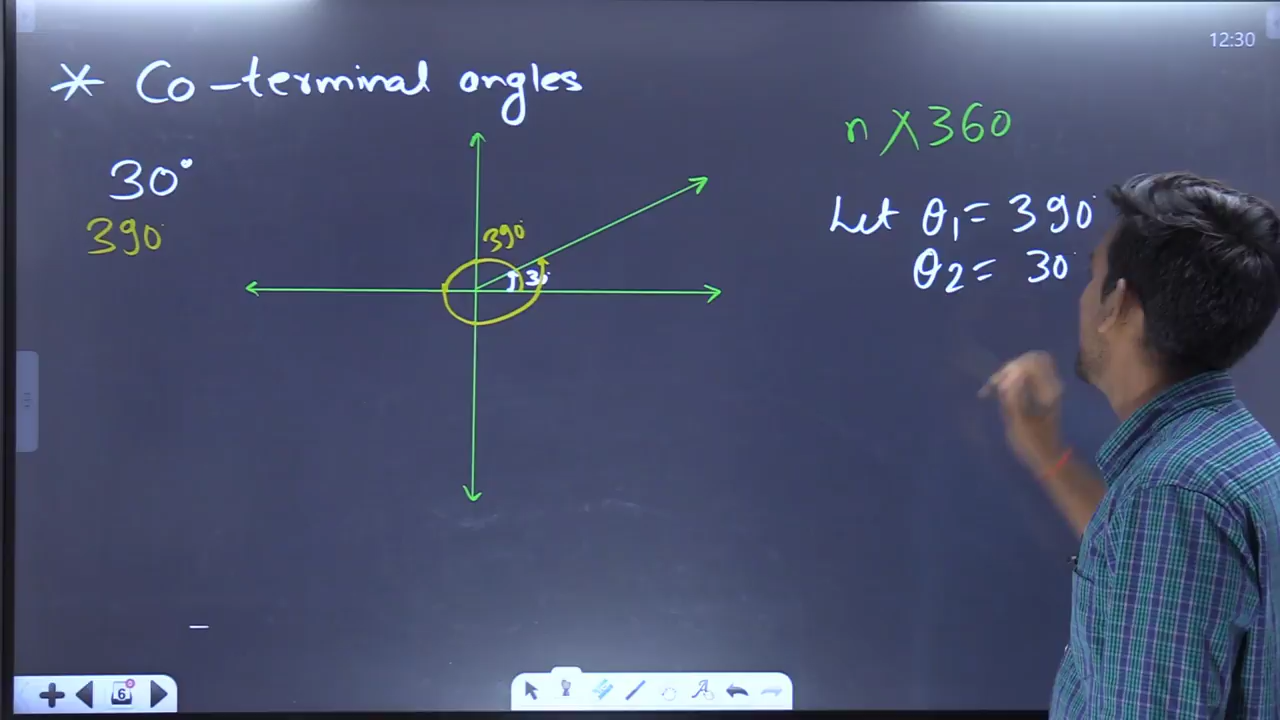 12:30
* Co-terminal angles
n × 360
30°
390°
Let θ₁ = 390°
θ₂ = 30°
390°
30°
6